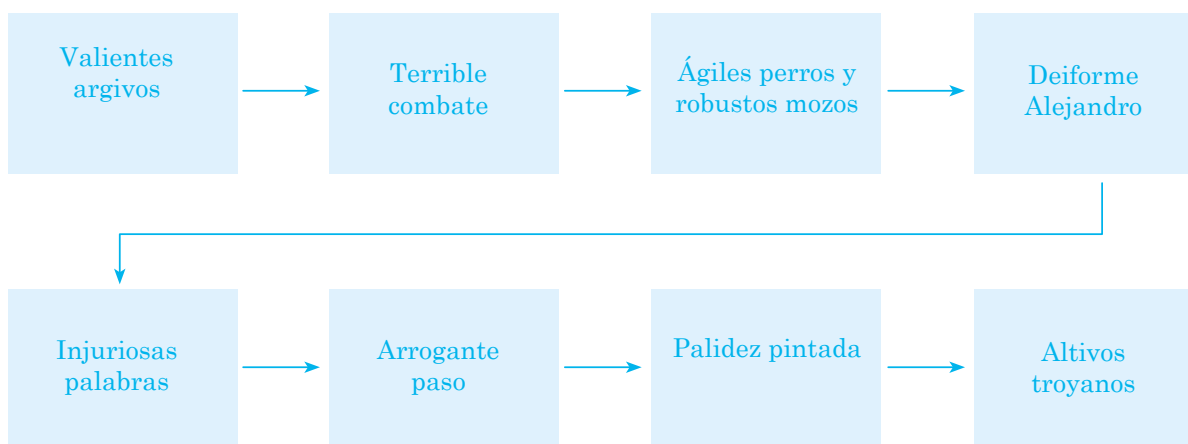 Valientes
argivos
Terrible
combate
Ágiles perros y
robustos mozos
Deiforme
Alejandro
Injuriosas
palabras
Arrogante
paso
Palidez pintada
Altivos
troyanos